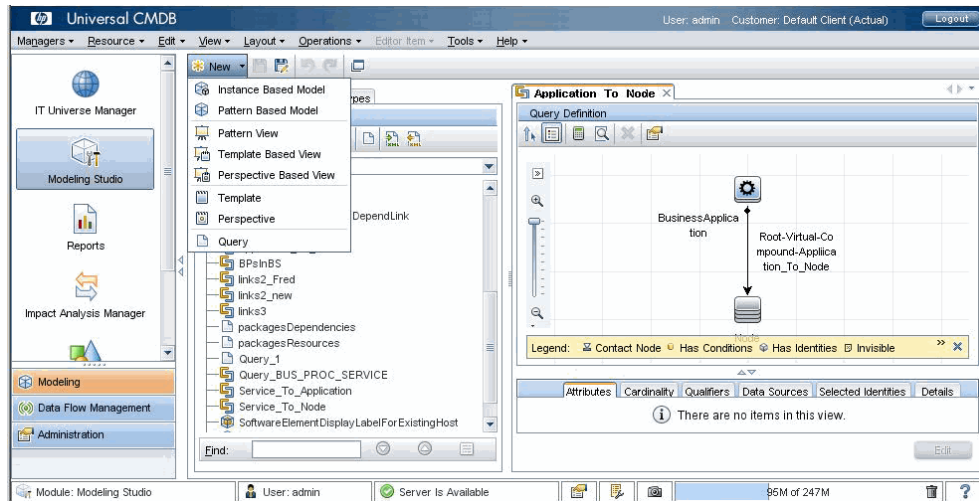 hp Universal CMDB
User: admin Customer: Default Client (Actual) Logout
Managers Resource Edit View Layout Operations Editor Item Tools Help
New
IT Universe Manager
Modeling Studio
Reports
Impact Analysis Manager
Modeling
Data Flow Management
Administration
Instance Based Model
Pattern Based Model
Pattern View
Template Based View
Perspective Based View
Template
Perspective
Query
pes
XML XML
DependLink
BPsInBS
links2_Fred
links2_new
links3
packagesDependencies
packagesResources
Query_1
Query_BUS_PROC_SERVICE
Service_To_Application
Service_To_Node
SoftwareElementDisplayLabelForExistingHost
Find:
Application To Node
Query Definition
BusinessApplica
tion
Root-Virtual-Co
mpound-Appliica
tion_To_Node
Node
Legend: Contact Node Has Conditions Has Identities Invisible
Attributes Cardinality Qualifiers Data Sources Selected Identities Details
There are no items in this view.
Edit
Module: Modeling Studio User: admin Server Is Available 95M of 247M